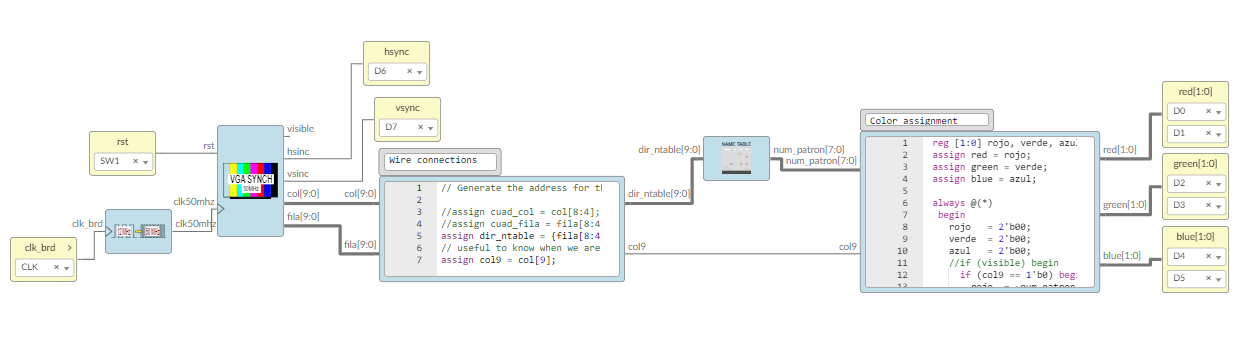 hsync
D6
vsync
D7
rst
SW1
rst
VGA SYNCH
50MHz
visible
hsinc
vsinc
col[9:0]
fila[9:0]
clk50mhz
clk_brd
clk50mhz
clk_brd
CLK
Wire connections
col[9:0]
fila[9:0]
1 // Generate the address for tl
2
3 //assign cuad_col = col[8:4];
4 //assign cuad_fila = fila[8:4
5 assign dir_ntable = {fila[8:4
6 // useful to know when we are
7 assign col9 = col[9];
dir_ntable[9:0]
col9
dir_ntable[9:0]
NAME TABLE
num_patron[7:0]
num_patron[7:0]
col9
Color assignment
1 reg [1:0] rojo, verde, azu
2 assign red = rojo;
3 assign green = verde;
4 assign blue = azul;
5
6 always @(*)
7 begin
8 rojo = 2'b00;
9 verde = 2'b00;
10 azul = 2'b00;
11 //if (visible) begin
12 if (col9 == 1'b0) beg
13
red[1:0]
green[1:0]
blue[1:0]
red[1:0]
D0
D1
green[1:0]
D2
D3
blue[1:0]
D4
D5